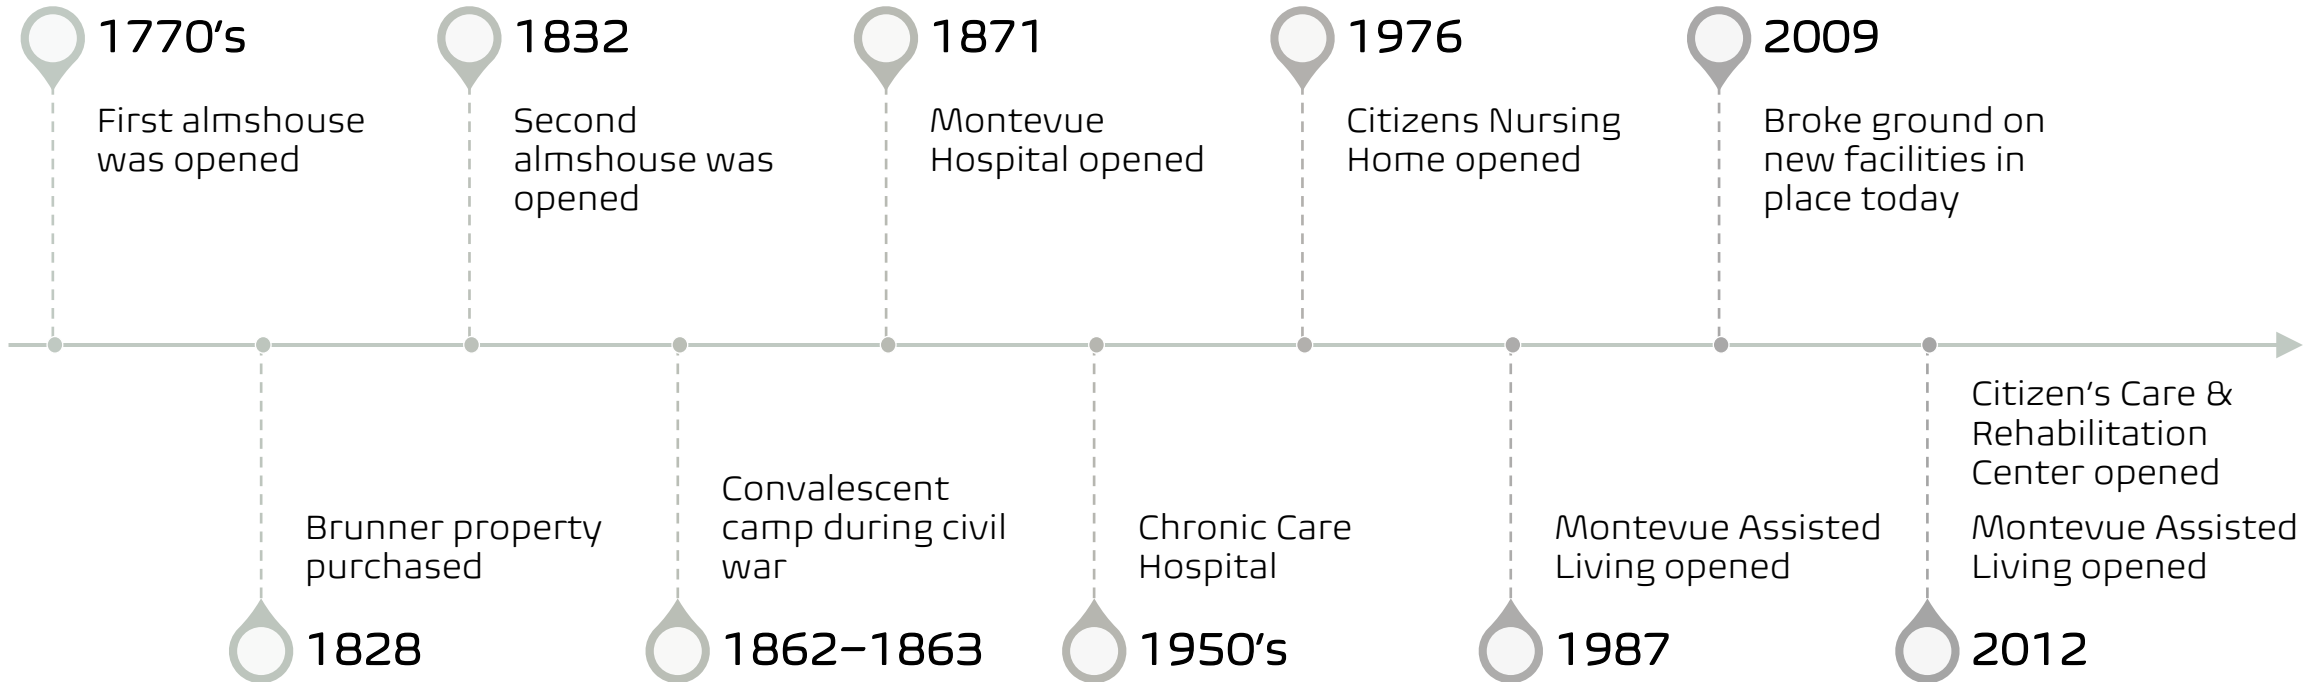 1770's
First almshouse
was opened
1832
Second
almshouse was
opened
1871
Montevue
Hospital opened
1976
Citizens Nursing
Home opened
2009
Broke ground on
new facilities in
place today
Brunner property
purchased
1828
Convalescent
camp during civil
war
1862–1863
Chronic Care
Hospital
1950's
Montevue Assisted
Living opened
1987
Citizen's Care &
Rehabilitation
Center opened
Montevue Assisted
Living opened
2012